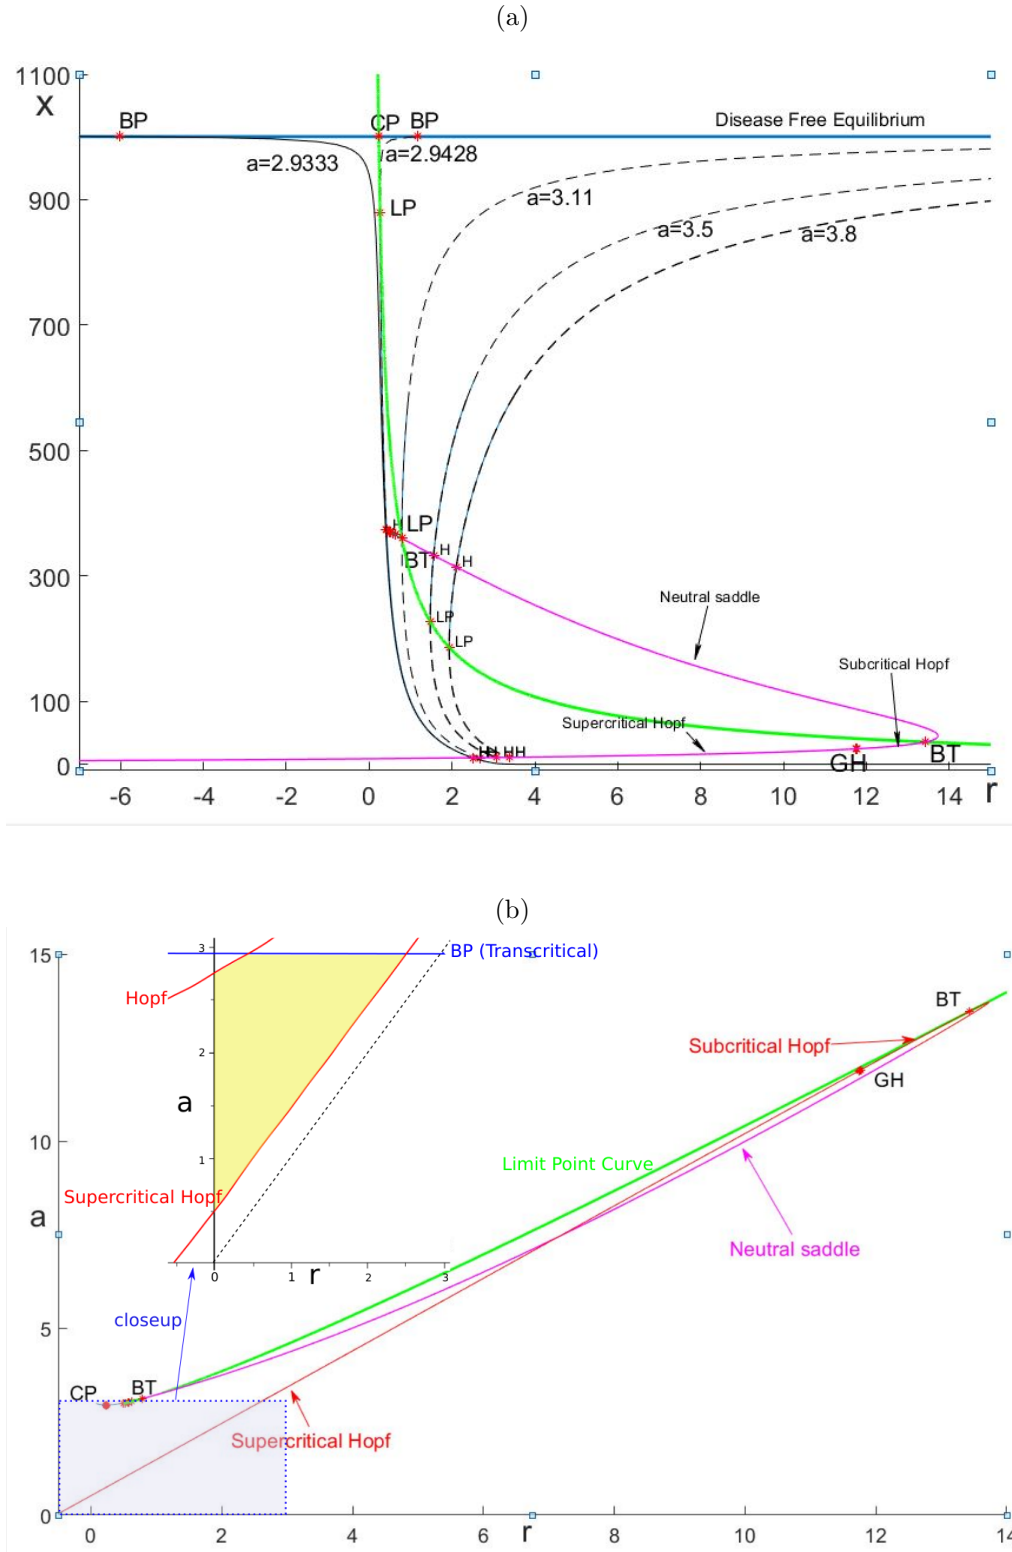 (a)
1100
x
BP
CP
BP
Disease Free Equilibrium
a=2.9333
a=2.9428
900
LP
a=3.11
a=3.5
a=3.8
700
500
H
LP
BT
H
H
300
Neutral saddle
LP
LP
Subcritical Hopf
100
Supercritical Hopf
H
H
H
H
BT
GH
0
-6
-4
-2
0
2
4
6
8
10
12
14
r
(b)
15
3
BP (Transcritical)
Hopf
BT
Subcritical Hopf
2
GH
a
10
1
Limit Point Curve
Supercritical Hopf
a
Neutral saddle
0
1
2
3
r
closeup
5
CP
BT
Supercritical Hopf
0
0
2
4
6
r
8
10
12
14